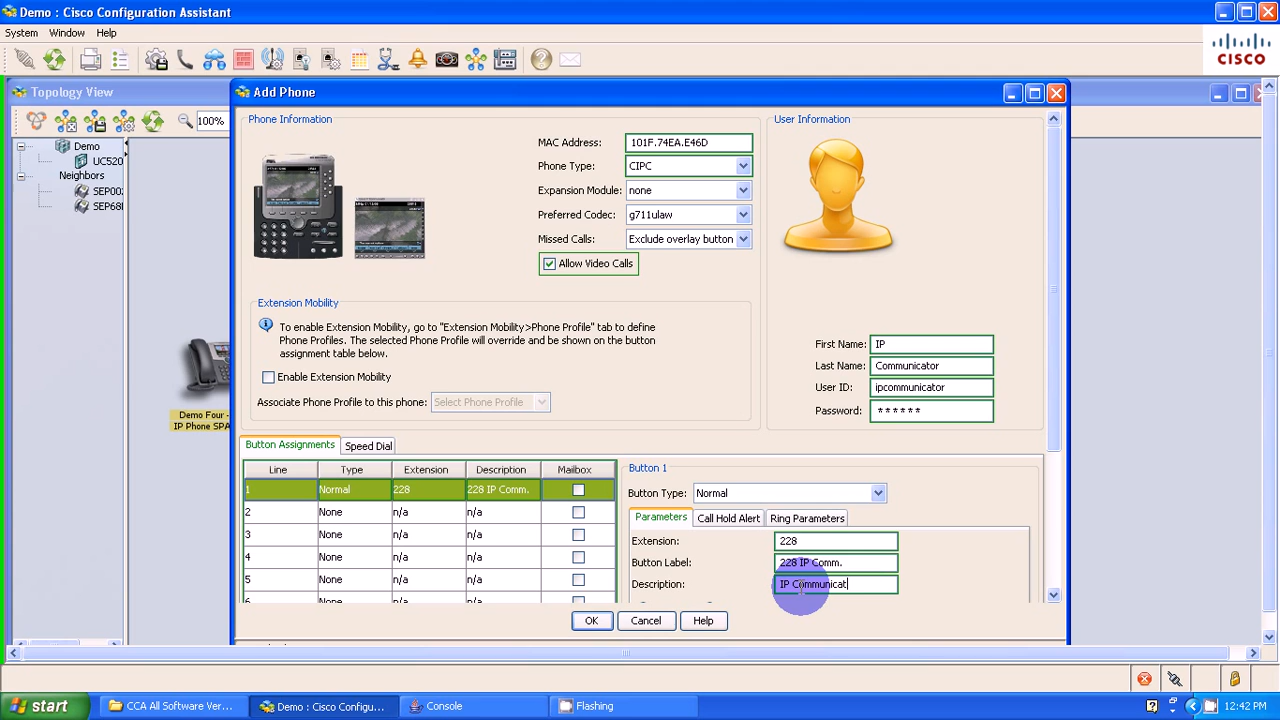 Demo : Cisco Configuration Assistant
System Window Help
CISCO
Topology View
100%
Demo
UC520
Neighbors
SEP002
SEP68
Demo Four -
IP Phone SPA
Add Phone
Phone Information
MAC Address: 101F.74EA.E46D
Phone Type: CIPC
Expansion Module: none
Preferred Codec: g711ulaw
Missed Calls: Exclude overlay button
Allow Video Calls
Extension Mobility
To enable Extension Mobility, go to "Extension Mobility>Phone Profile" tab to define
Phone Profiles. The selected Phone Profile will override and be shown on the button
assignment table below.
Enable Extension Mobility
Associate Phone Profile to this phone: Select Phone Profile
User Information
First Name: IP
Last Name: Communicator
User ID: ipcommunicator
Password: ******
Button Assignments Speed Dial
Line Type Extension Description Mailbox
1 Normal 228 228 IP Comm.
2 None n/a n/a
3 None n/a n/a
4 None n/a n/a
5 None n/a n/a
Button 1
Button Type: Normal
Parameters Call Hold Alert Ring Parameters
Extension: 228
Button Label: 228 IP Comm.
Description: IP Communicat
OK Cancel Help
start CCA All Software Ver... Demo : Cisco Configu... Console Flashing 12:42 PM